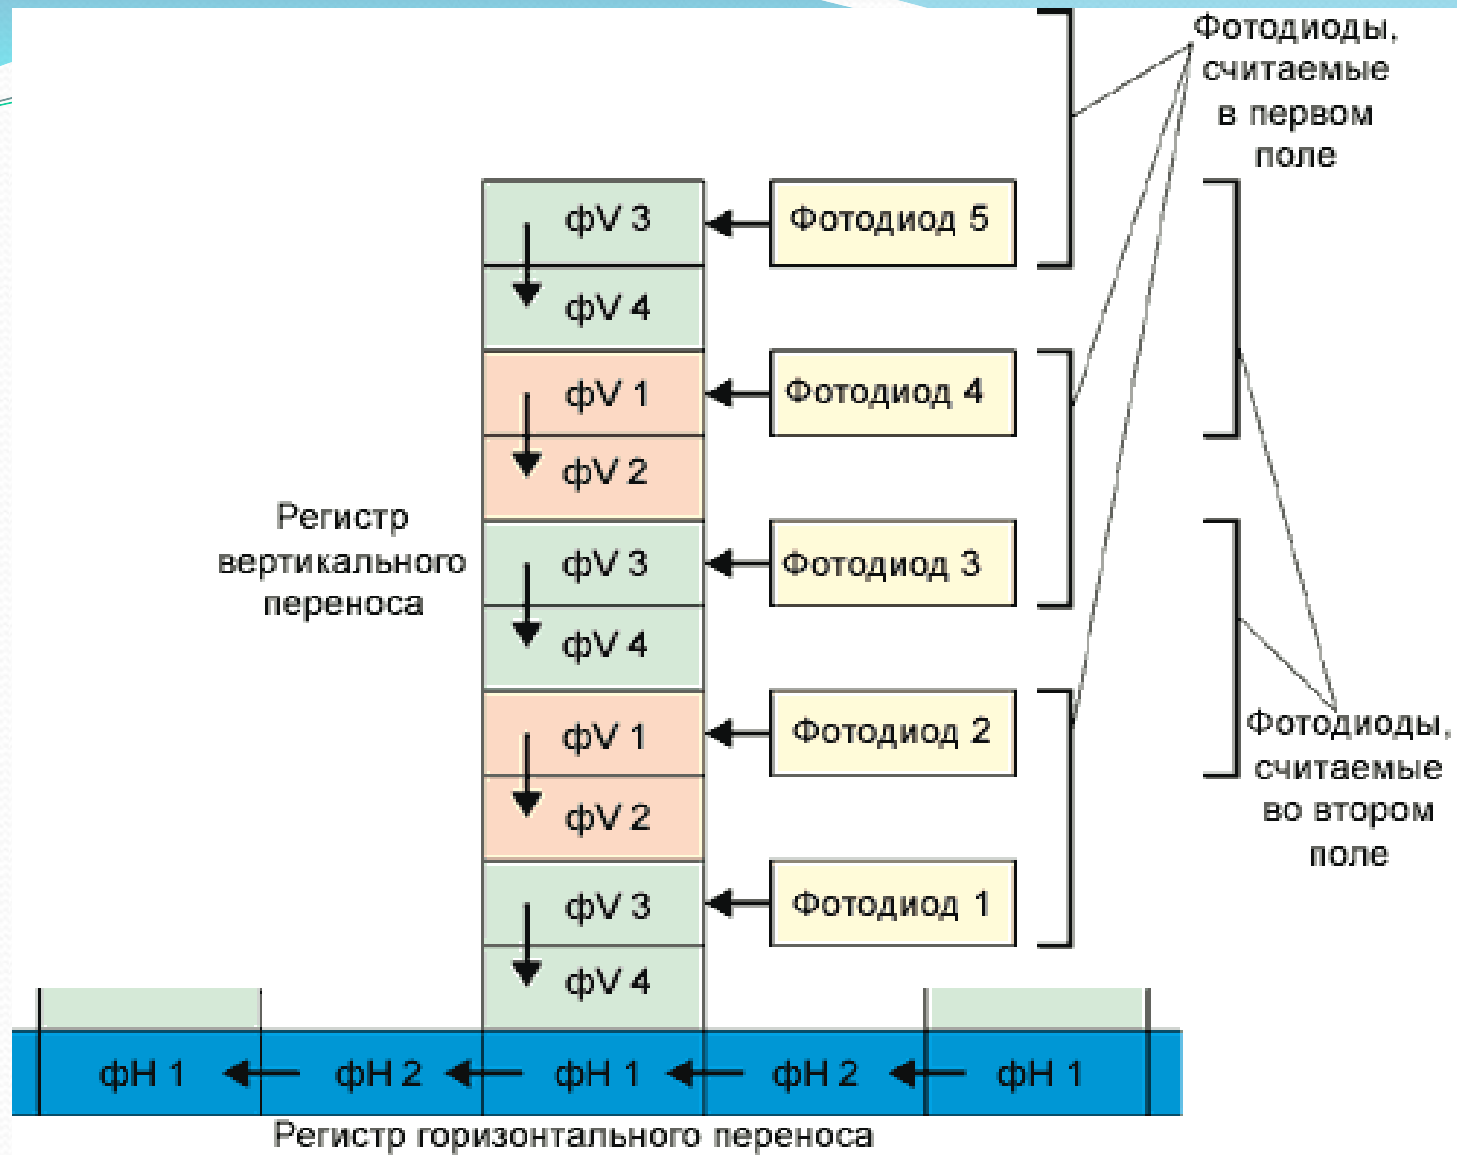 Фотодиоды,
считаемые
в первом
поле
фV 3
Фотодиод 5
фV 4
фV 1
Фотодиод 4
фV 2
Регистр
вертикального
переноса
фV 3
Фотодиод 3
фV 4
фV 1
Фотодиод 2
фV 2
Фотодиоды,
считаемые
во втором
поле
фV 3
Фотодиод 1
фV 4
фН 1
фН 2
фН 1
фН 2
фН 1
Регистр горизонтального переноса